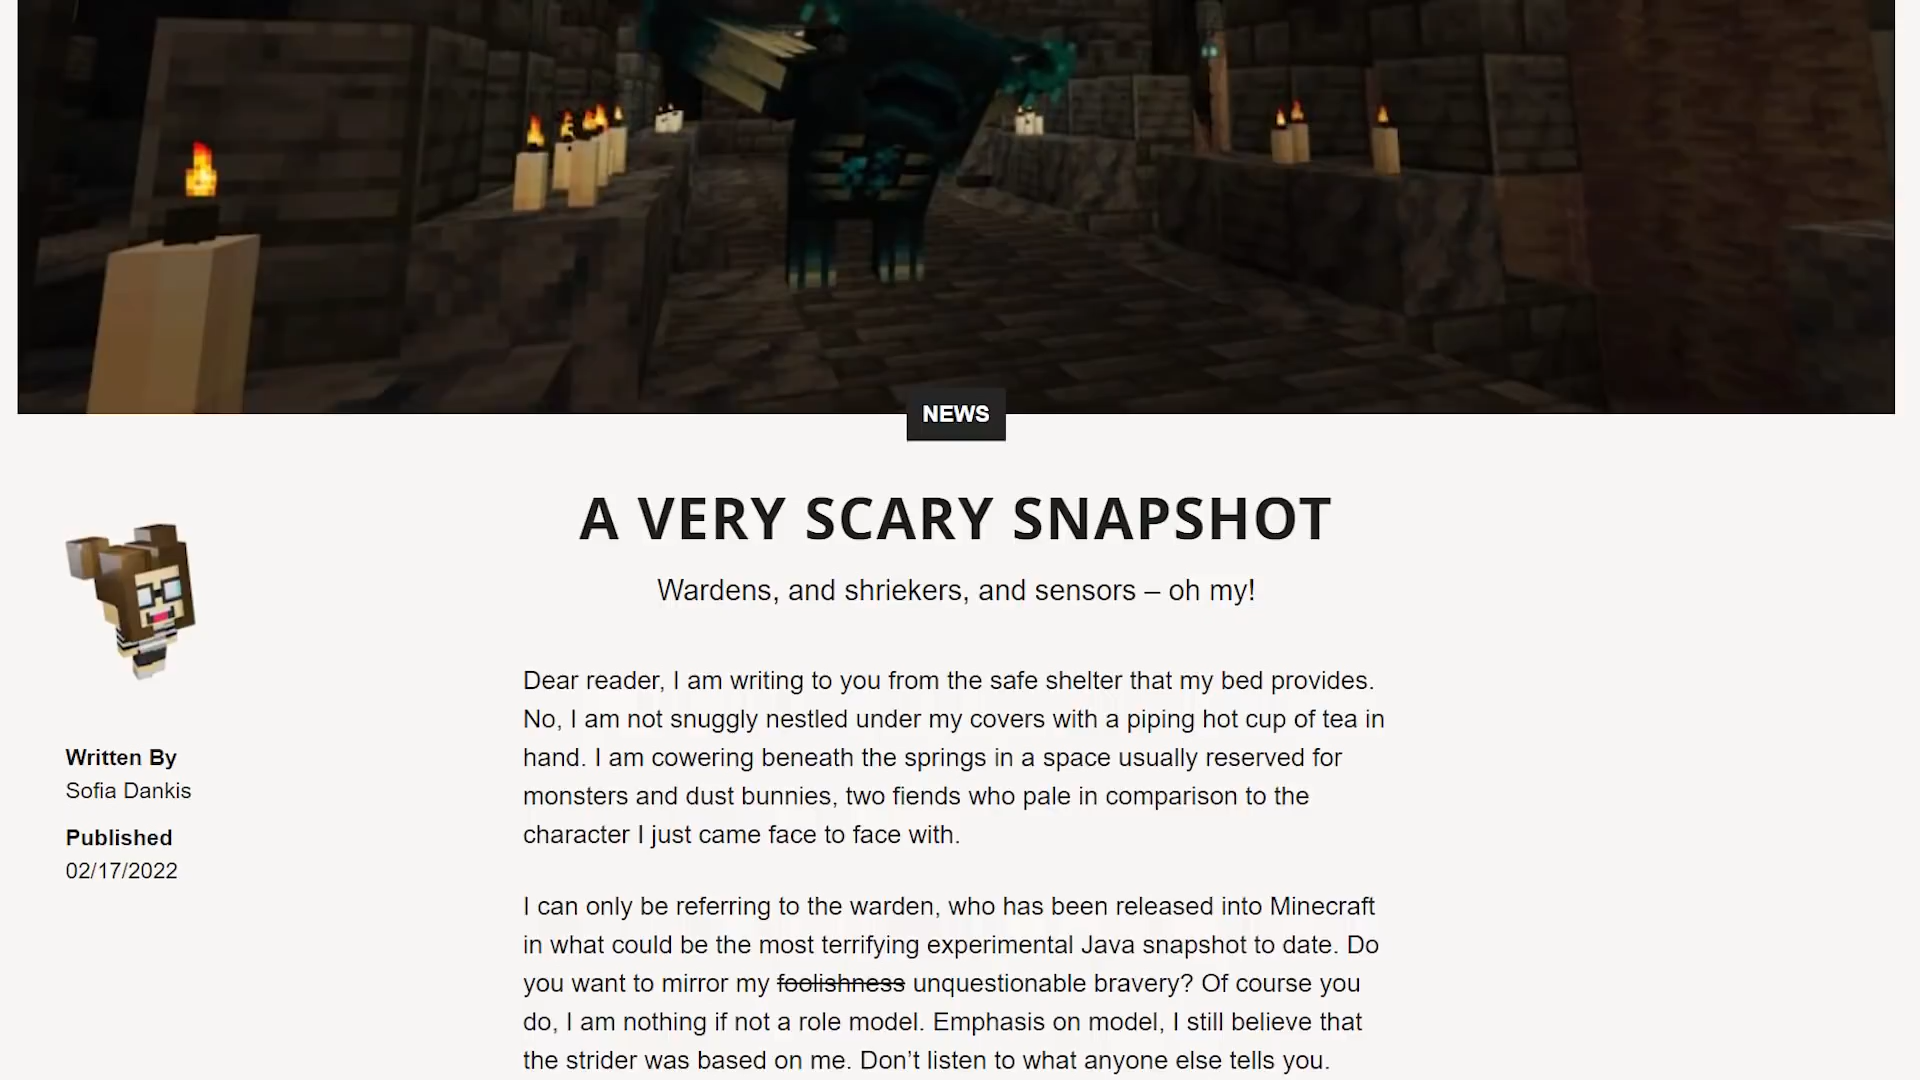 NEWS
A VERY SCARY SNAPSHOT
Wardens, and shriekers, and sensors – oh my!
Written By
Sofia Dankis
Published
02/17/2022
Dear reader, I am writing to you from the safe shelter that my bed provides.
No, I am not snuggly nestled under my covers with a piping hot cup of tea in
hand. I am cowering beneath the springs in a space usually reserved for
monsters and dust bunnies, two fiends who pale in comparison to the
character I just came face to face with.
I can only be referring to the warden, who has been released into Minecraft
in what could be the most terrifying experimental Java snapshot to date. Do
you want to mirror my foolishness unquestionable bravery? Of course you
do, I am nothing if not a role model. Emphasis on model, I still believe that
the strider was based on me. Don’t listen to what anyone else tells you.